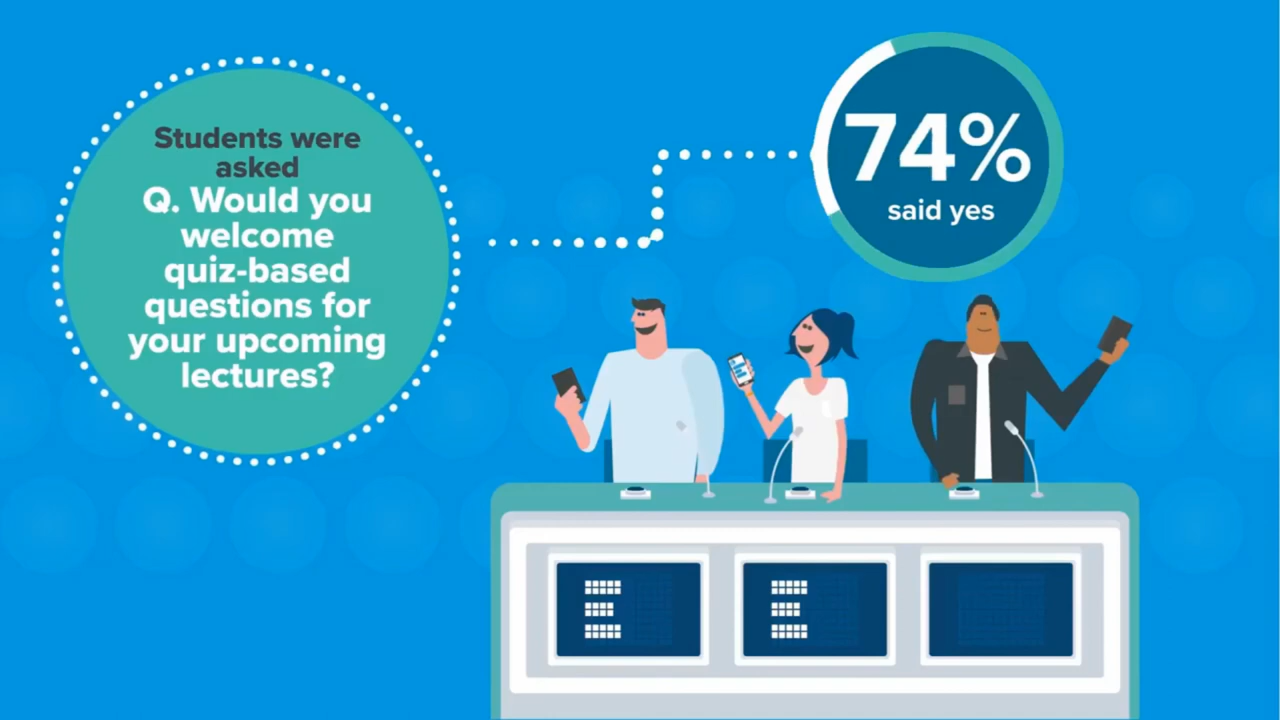 Students were
asked
Q. Would you
welcome
quiz-based
questions for
your upcoming
lectures?
74%
said yes
E
E